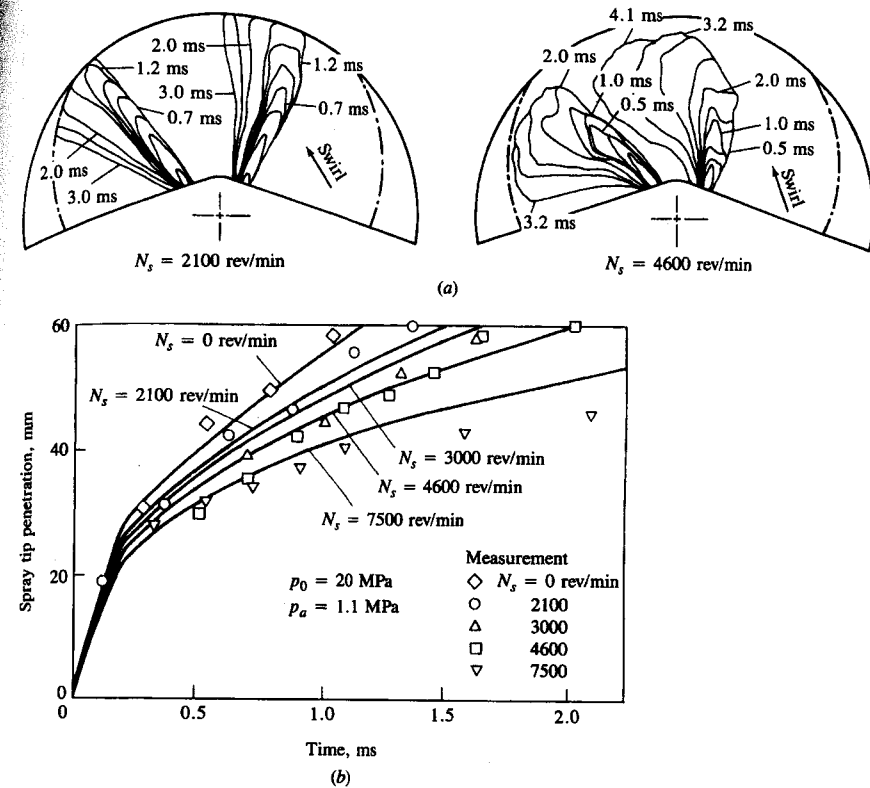 4.1 ms
3.2 ms
2.0 ms
1.2 ms
3.0 ms
0.7 ms
1.2 ms
0.7 ms
2.0 ms
3.0 ms
Swirl
2.0 ms
1.0 ms
0.5 ms
2.0 ms
1.0 ms
0.5 ms
3.2 ms
Swirl
N_s = 2100 rev/min
N_s = 4600 rev/min
(a)
60
40
20
0
Spray tip penetration, mm
N_s = 0 rev/min
N_s = 2100 rev/min
N_s = 3000 rev/min
N_s = 4600 rev/min
N_s = 7500 rev/min
p_0 = 20 MPa
p_a = 1.1 MPa
Measurement
◇ N_s = 0 rev/min
○ 2100
△ 3000
□ 4600
▽ 7500
0 0.5 1.0 1.5 2.0
Time, ms
(b)